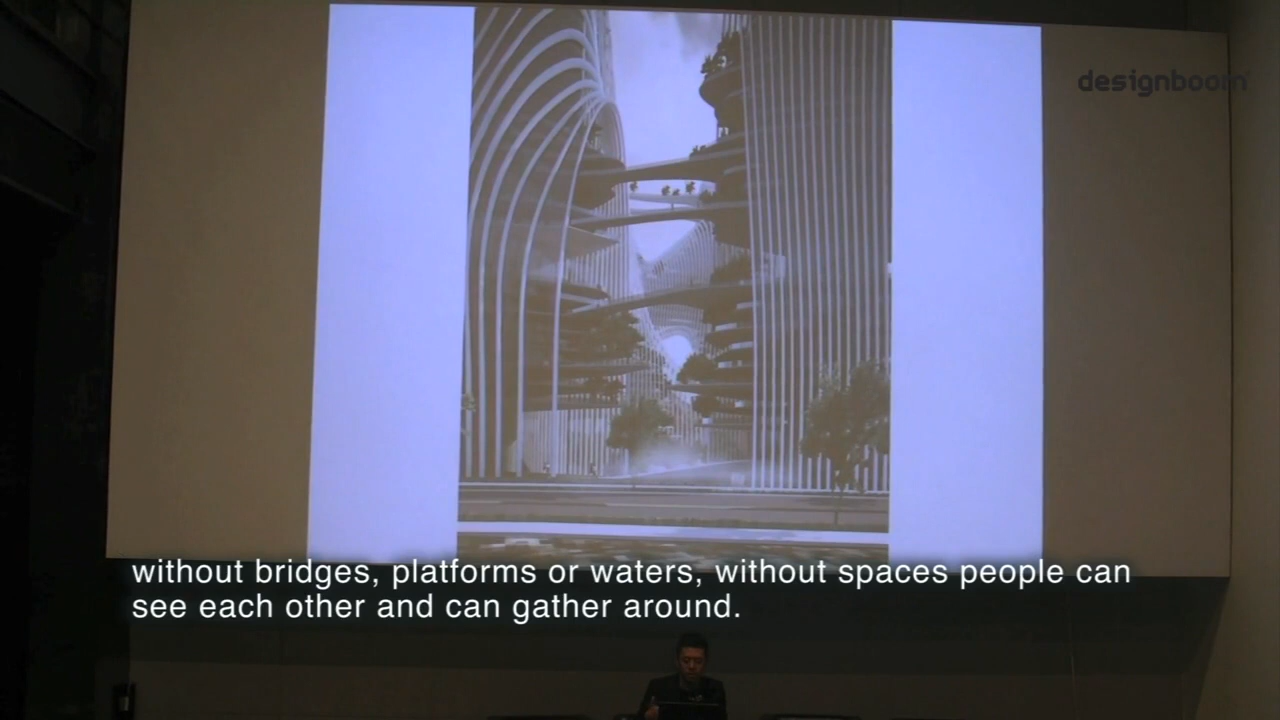 designboom
without bridges, platforms or waters, without spaces people can
see each other and can gather around.